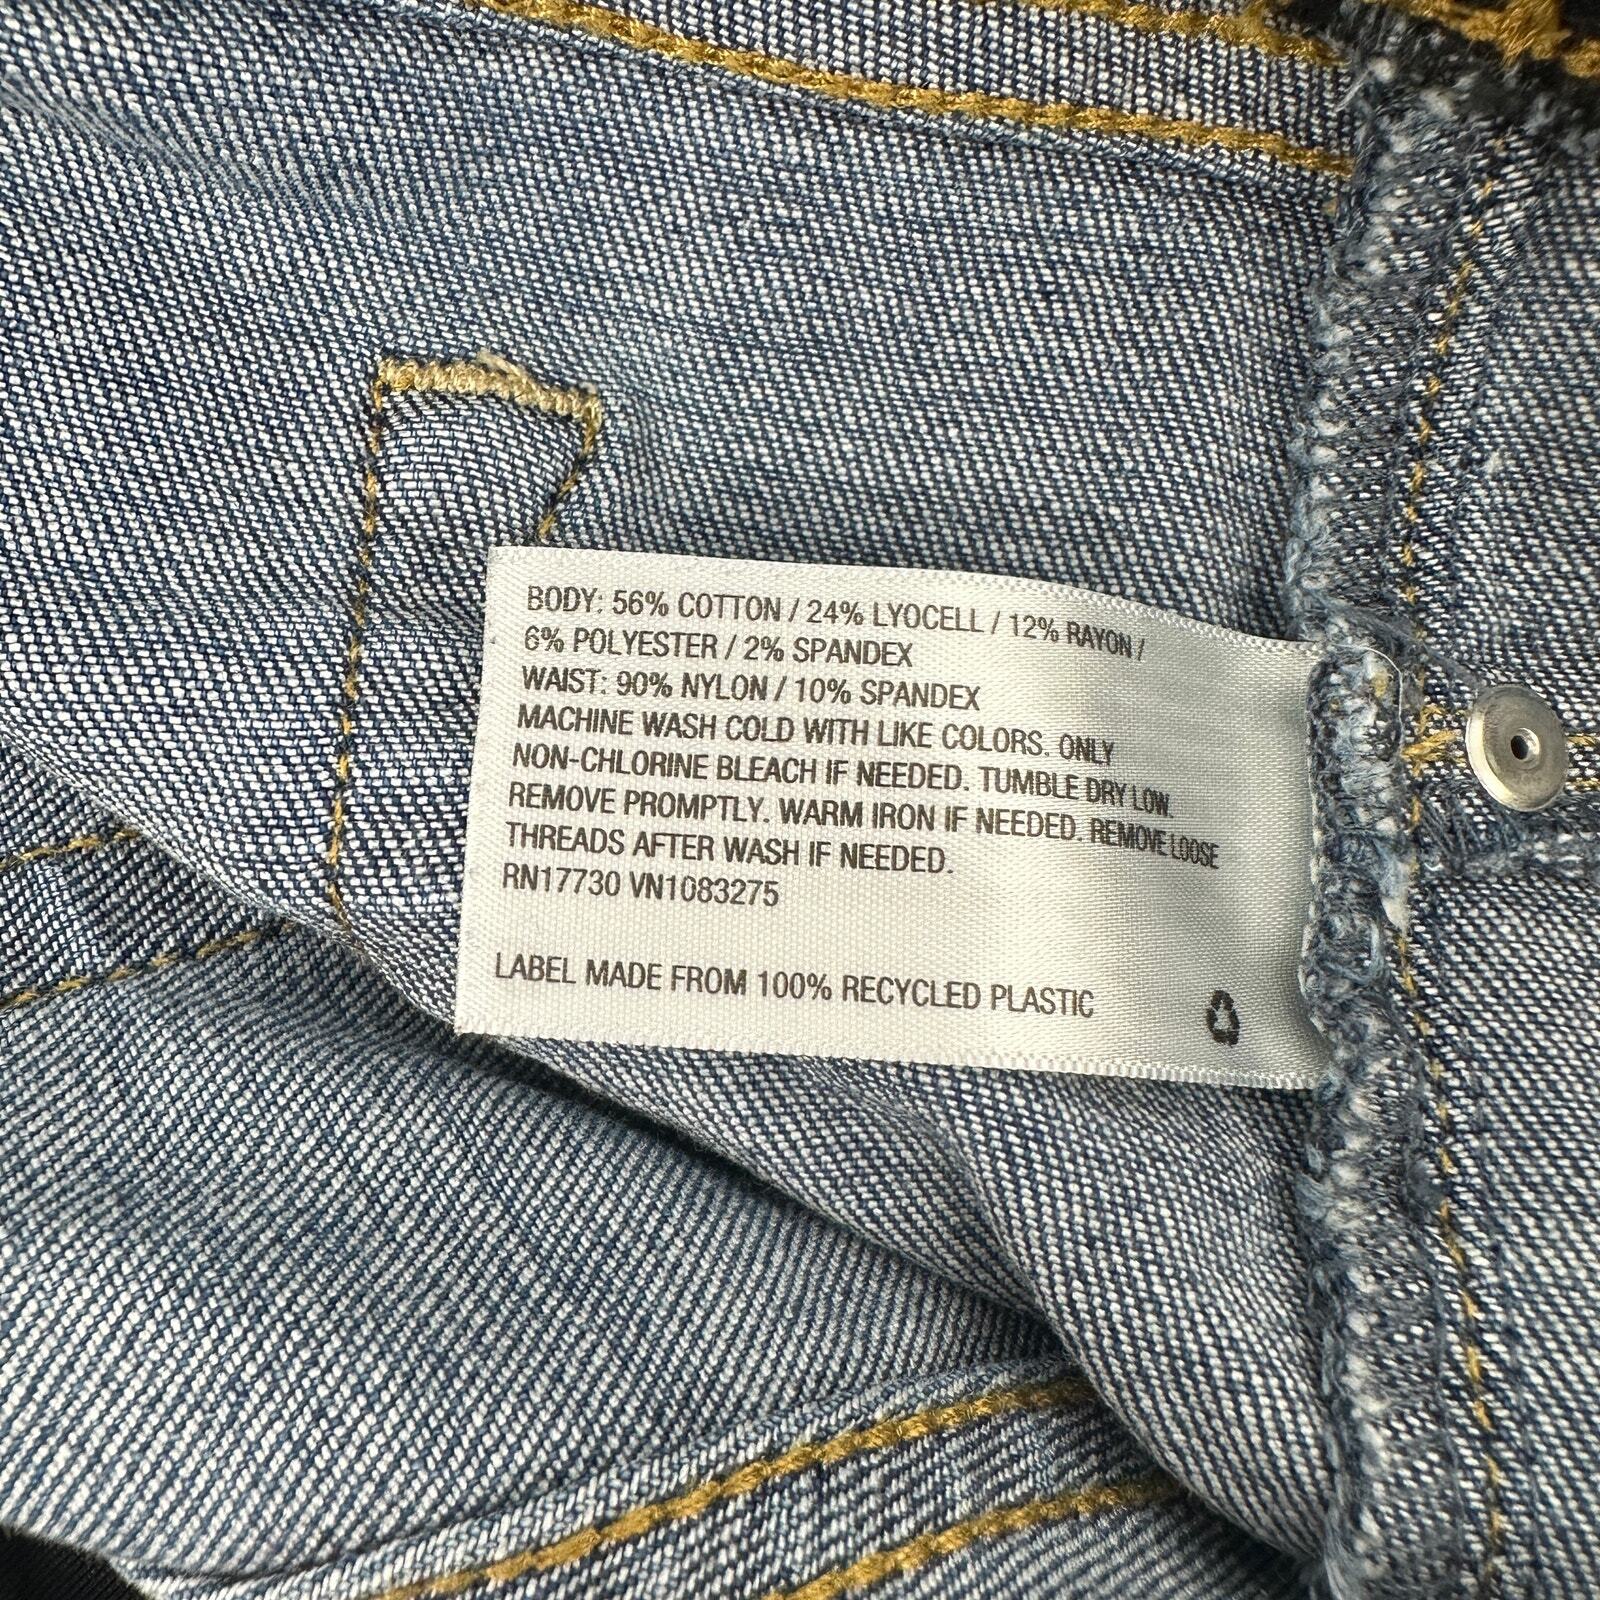 BODY: 56% COTTON / 24% LYOCELL / 12% RAYON /
6% POLYESTER / 2% SPANDEX
WAIST: 90% NYLON / 10% SPANDEX
MACHINE WASH COLD WITH LIKE COLORS. ONLY
NON-CHLORINE BLEACH IF NEEDED. TUMBLE DRY LOW.
REMOVE PROMPTLY. WARM IRON IF NEEDED. REMOVE LOOSE
THREADS AFTER WASH IF NEEDED.
RN17730 VN1083275
LABEL MADE FROM 100% RECYCLED PLASTIC